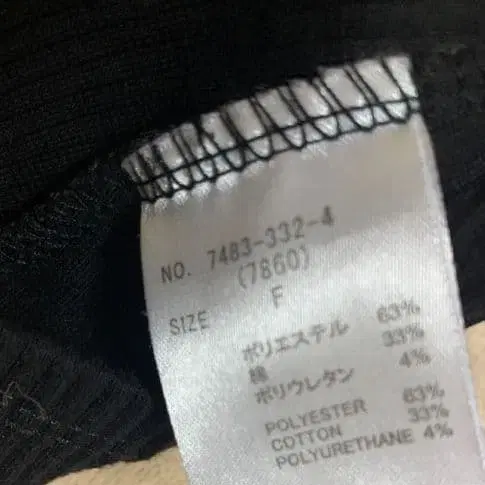 NO. 7483-332-4
(7860)
SIZE F
ポリエステル 63%
綿 33%
ポリウレタン 4%
POLYESTER 63%
COTTON 33%
POLYURETHANE 4%